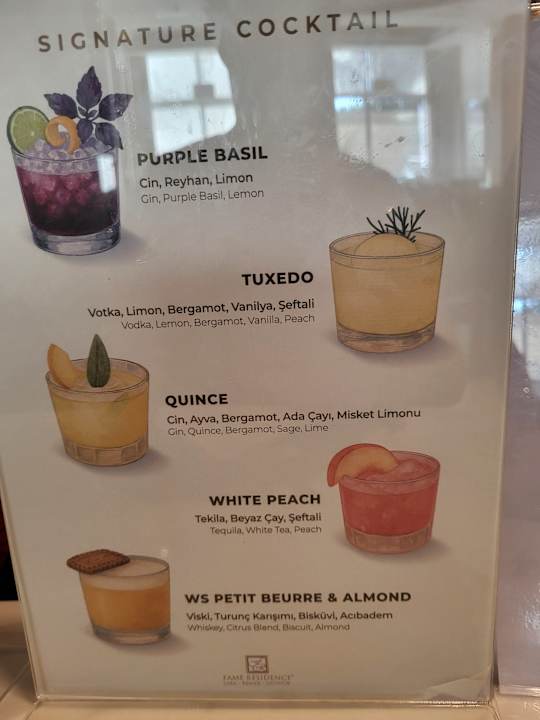 SIGNATURE COCKTAIL
PURPLE BASIL
Cin, Reyhan, Limon
Gin, Purple Basil, Lemon
TUXEDO
Votka, Limon, Bergamot, Vanilya, Şeftali
Vodka, Lemon, Bergamot, Vanilla, Peach
QUINCE
Cin, Ayva, Bergamot, Ada Çayı, Misket Limonu
Gin, Quince, Bergamot, Sage, Lime
WHITE PEACH
Tekila, Beyaz Çay, Şeftali
Tequila, White Tea, Peach
WS PETIT BEURRE & ALMOND
Viski, Turunç Karışımı, Bisküvi, Acıbadem
Whiskey, Citrus Blend, Biscuit, Almond
FAME RESIDENCE